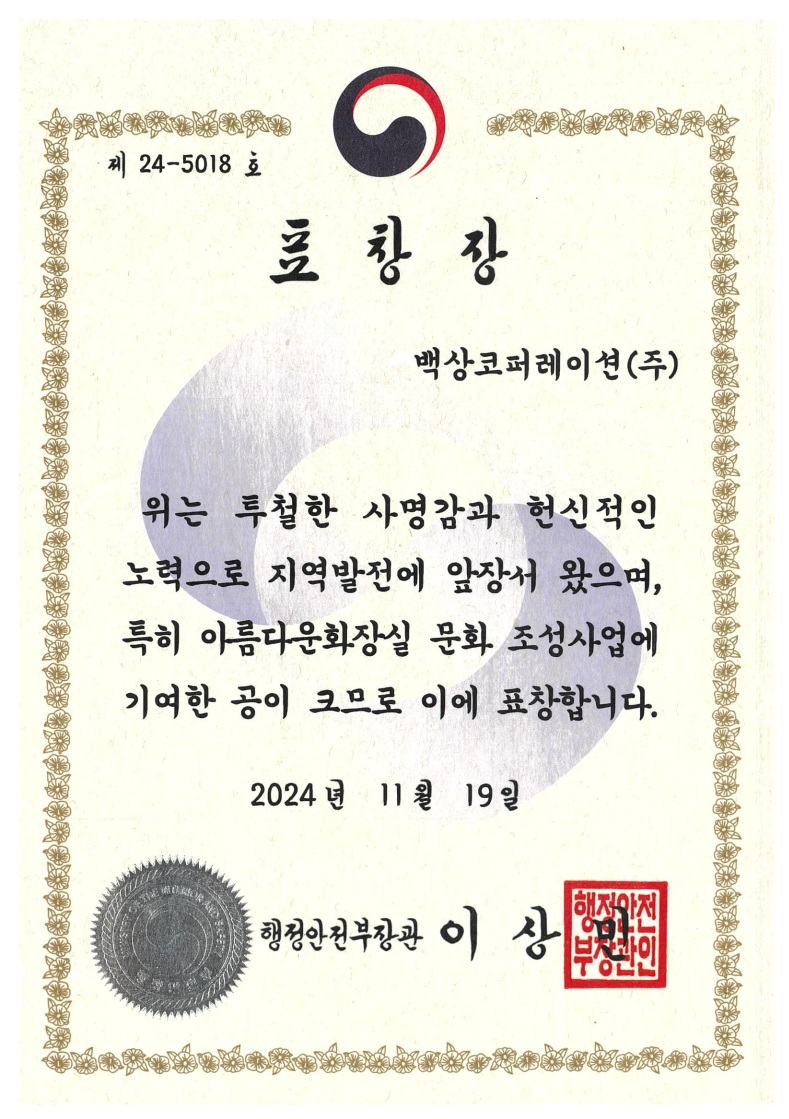 제 24-5018 호
표 창 장
백상코퍼레이션(주)
위는 투철한 사명감과 헌신적인
노력으로 지역발전에 앞장서 왔으며,
특히 아름다운화장실 문화 조성사업에
기여한 공이 크므로 이에 표창합니다.
2024년 11월 19일
행정안전부장관 이 상 민
행정안전
부장관인